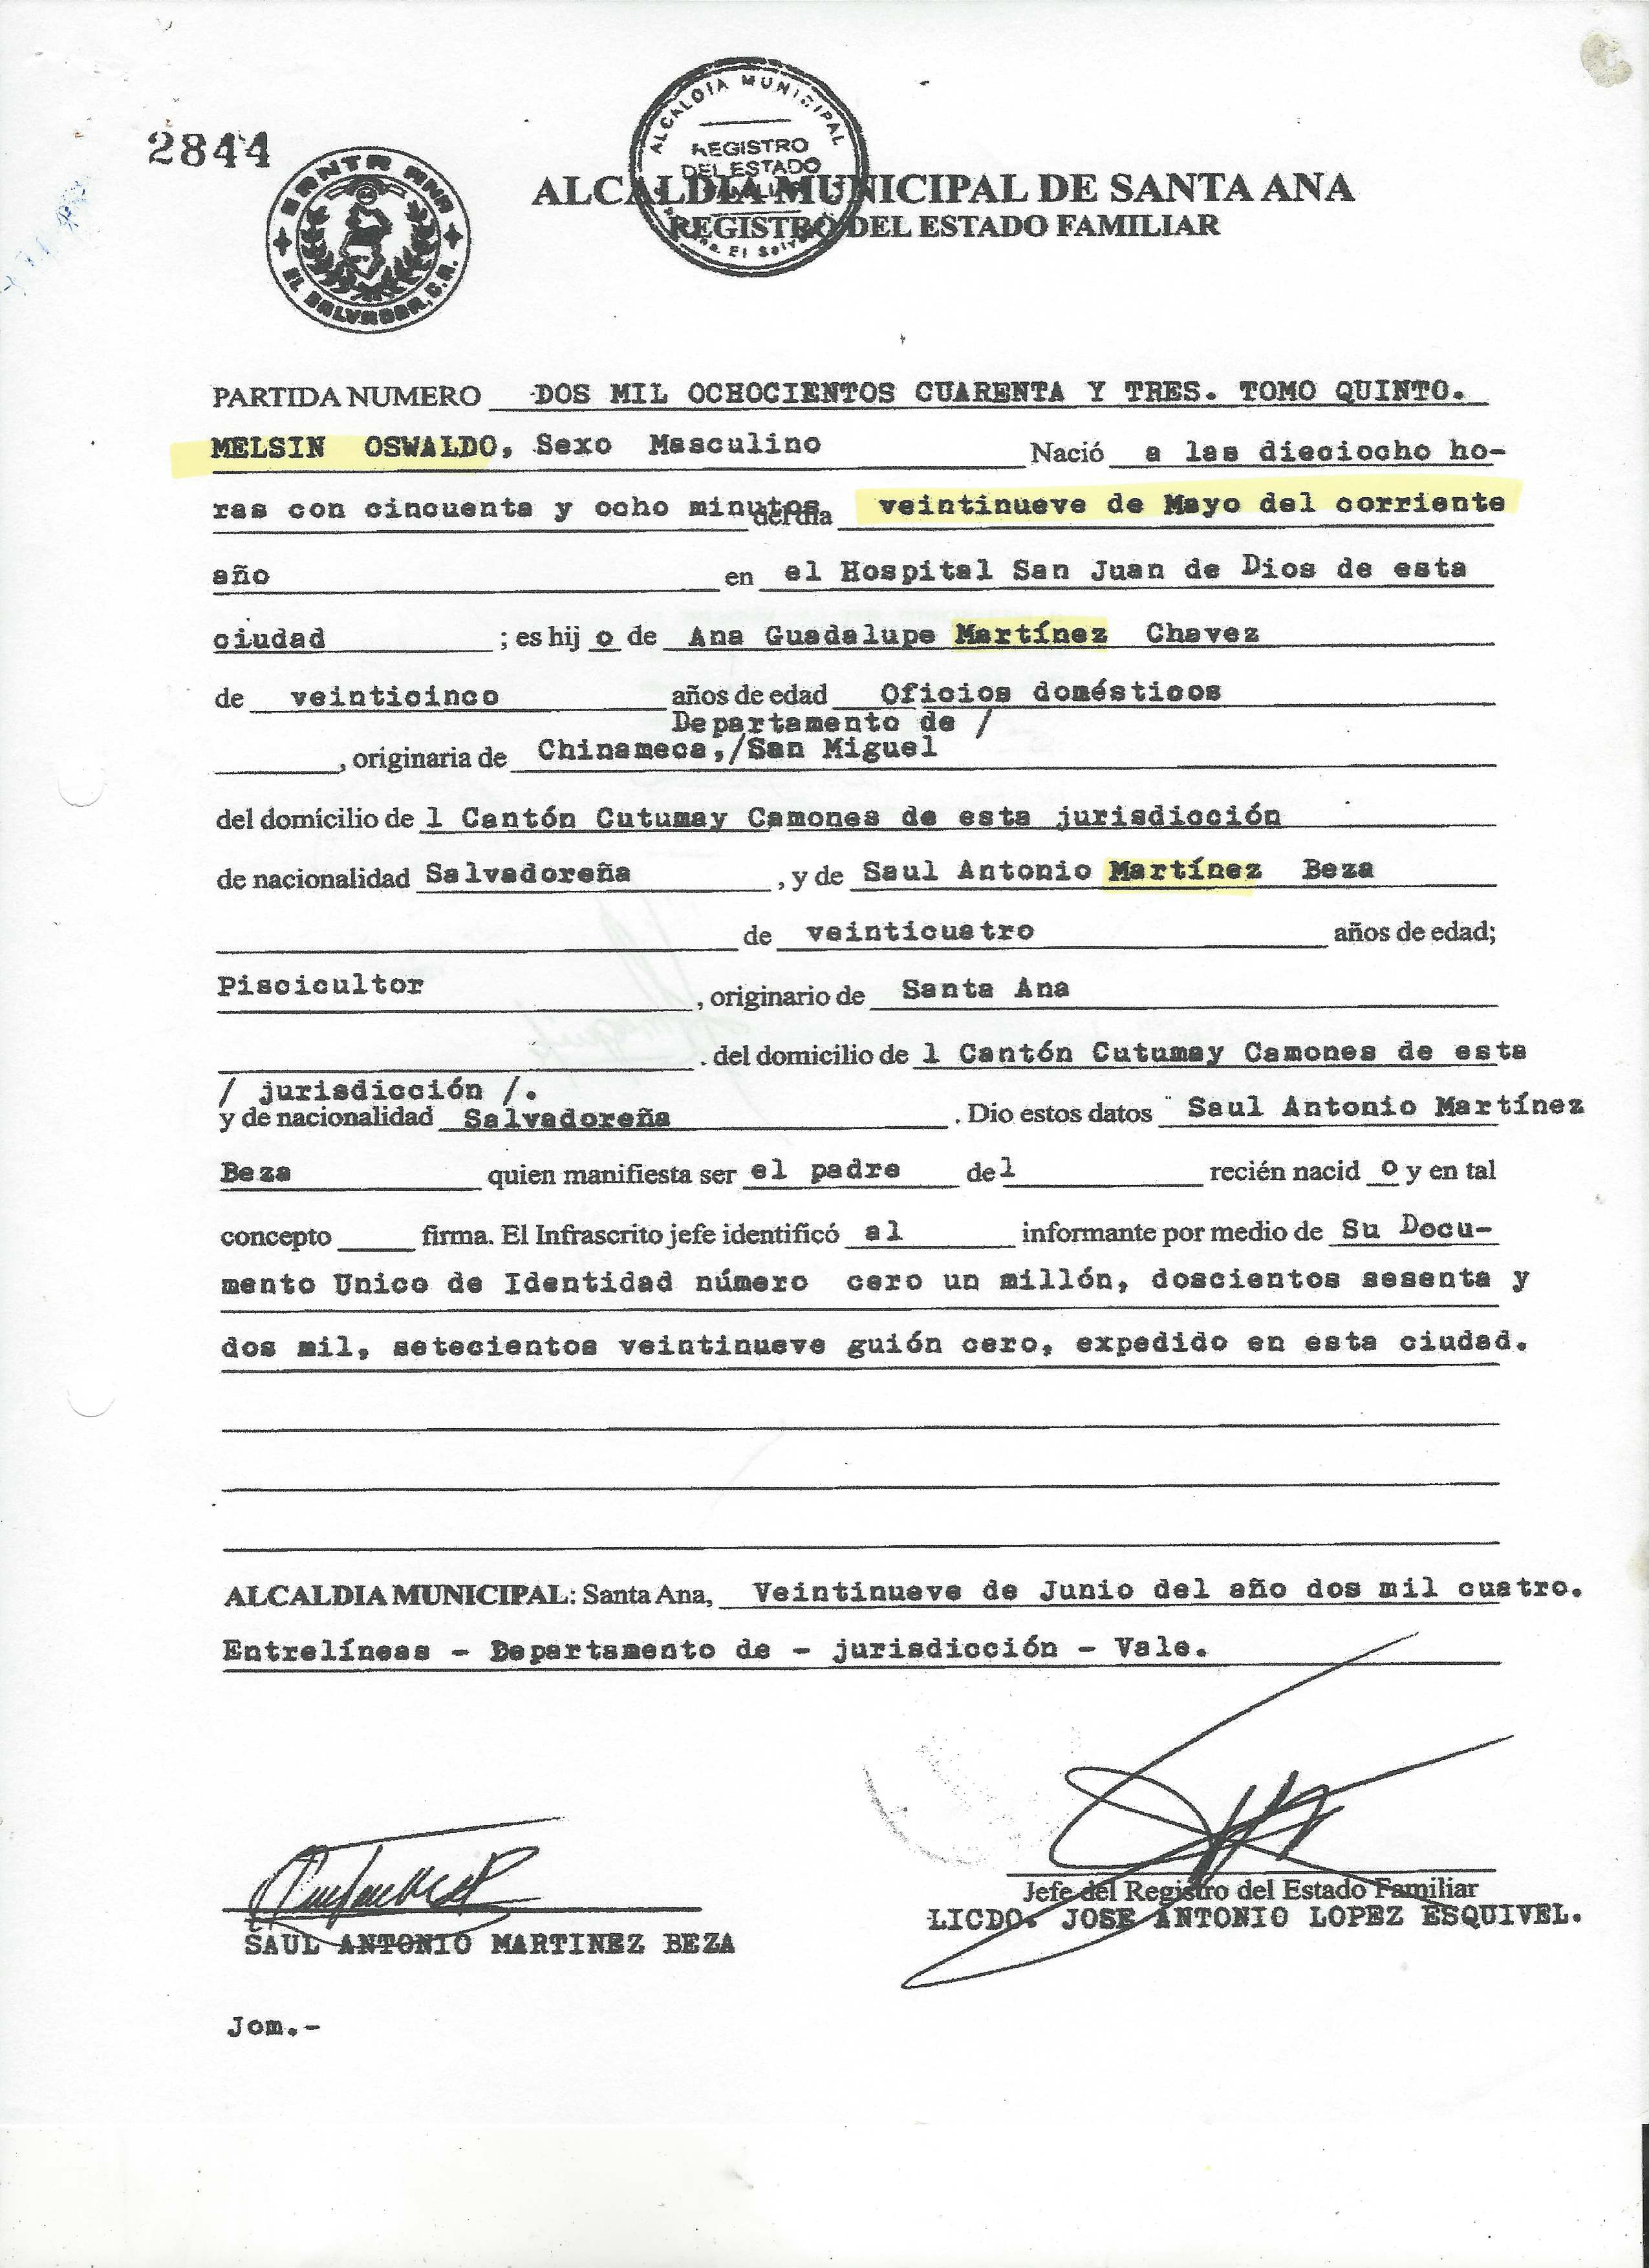 2844
ALCALDIA MUNICIPAL
REGISTRO
DEL ESTADO
SANTA ANA
EL SALVADOR, C.A.
ALCALDIA MUNICIPAL DE SANTA ANA
REGISTRO DEL ESTADO FAMILIAR
PARTIDA NUMERO DOS MIL OCHOCIENTOS CUARENTA Y TRES. TOMO QUINTO.
MELSIN OSWALDO, Sexo Masculino Nació a las dieciocho ho-
ras con cincuenta y ocho minutos del día veintinueve de Mayo del corriente
año en el Hospital San Juan de Dios de esta
ciudad ; es hij o de Ana Guadalupe Martínez Chavez
de veinticinco años de edad Oficios domésticos
Departamento de /
, originaria de Chinameca,/San Miguel
del domicilio de l Cantón Cutumay Camones de esta jurisdicción
de nacionalidad Salvadoreña , y de Saul Antonio Martínez Beza
de veinticuatro años de edad;
Piscicultor , originario de Santa Ana
. del domicilio de l Cantón Cutumay Camones de esta
/ jurisdicción /.
y de nacionalidad Salvadoreña . Dio estos datos Saul Antonio Martínez
Beza quien manifiesta ser el padre del recién nacid o y en tal
concepto firma. El Infrascrito jefe identificó al informante por medio de Su Docu-
mento Unico de Identidad número cero un millón, doscientos sesenta y
dos mil, setecientos veintinueve guión cero, expedido en esta ciudad.
ALCALDIA MUNICIPAL: Santa Ana, Veintinueve de Junio del año dos mil cuatro.
Entrelíneas - Departamento de - jurisdicción - Vale.
Jefe del Registro del Estado Familiar
LICDO. JOSE ANTONIO LOPEZ ESQUIVEL.
SAUL ANTONIO MARTINEZ BEZA
Jom.-